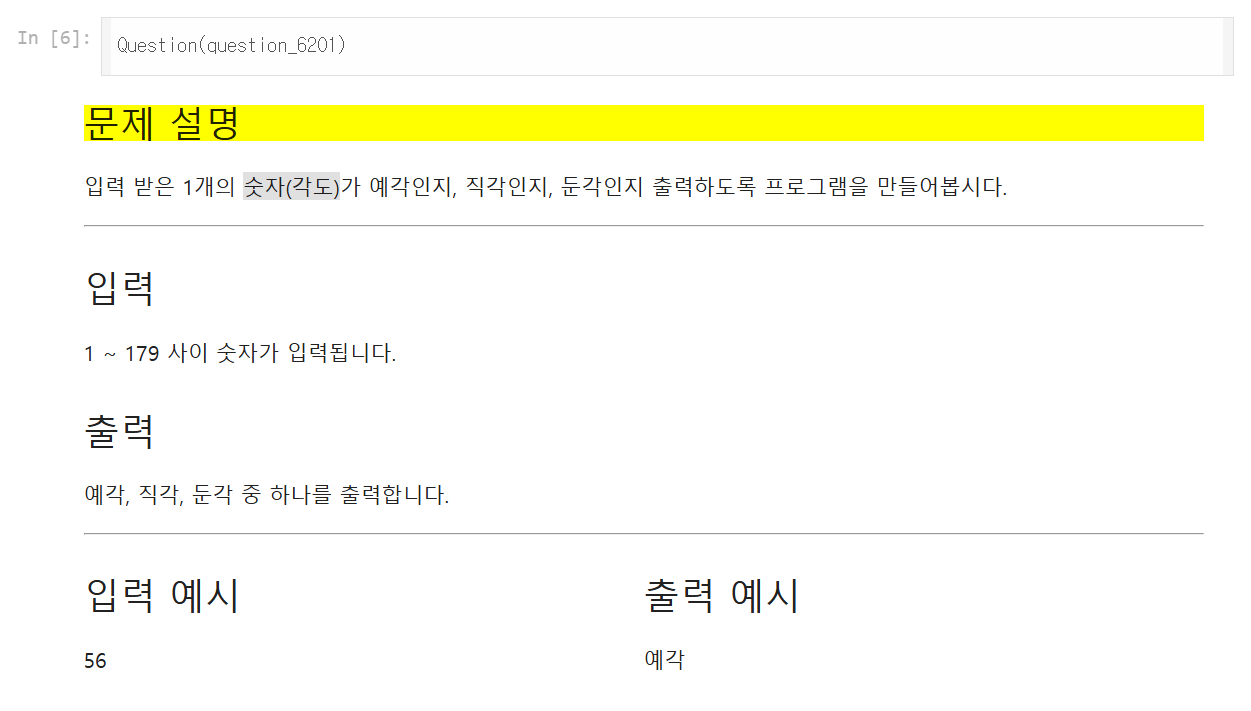 In [6]:
Question(question_6201)
문제 설명
입력 받은 1개의 숫자(각도)가 예각인지, 직각인지, 둔각인지 출력하도록 프로그램을 만들어봅시다.
입력
1 ~ 179 사이 숫자가 입력됩니다.
출력
예각, 직각, 둔각 중 하나를 출력합니다.
입력 예시
56
출력 예시
예각